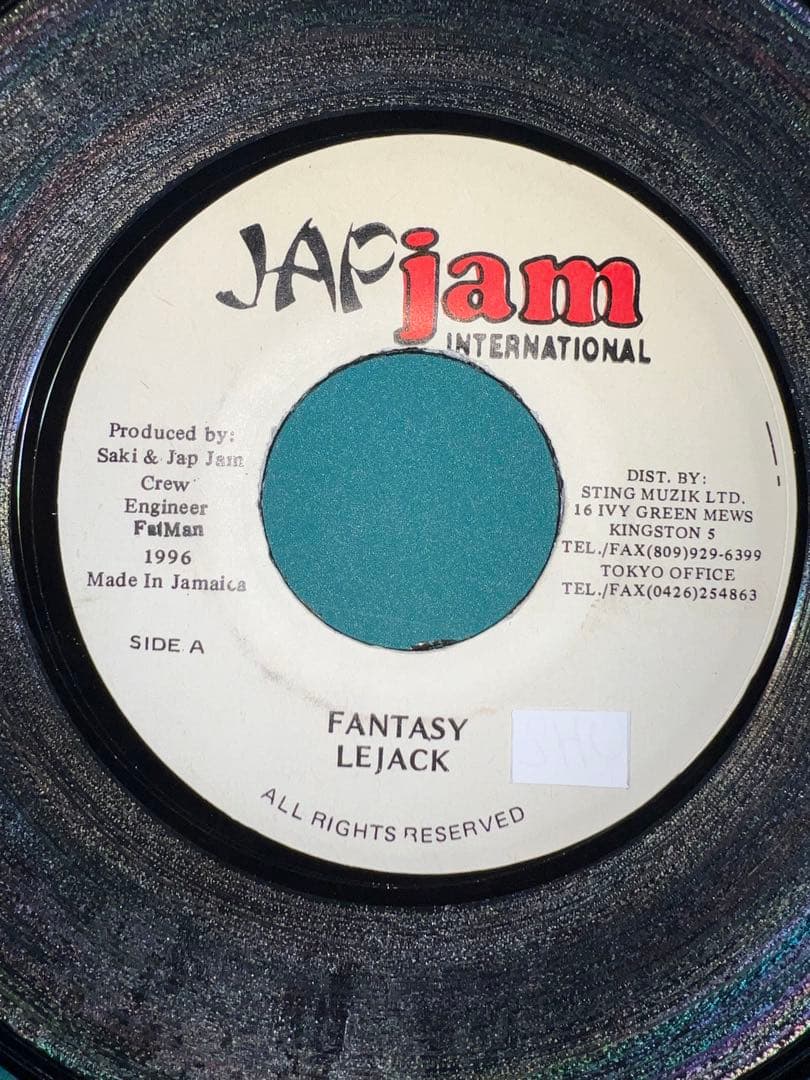 JAPjam
INTERNATIONAL
Produced by:
Saki & Jap Jam
Crew
Engineer
FatMan
1996
Made In Jamaica
SIDE A
DIST. BY:
STING MUZIK LTD.
16 IVY GREEN MEWS
KINGSTON 5
TEL./FAX(809)929-6399
TOKYO OFFICE
TEL./FAX(0426)254863
FANTASY
LEJACK
ALL RIGHTS RESERVED